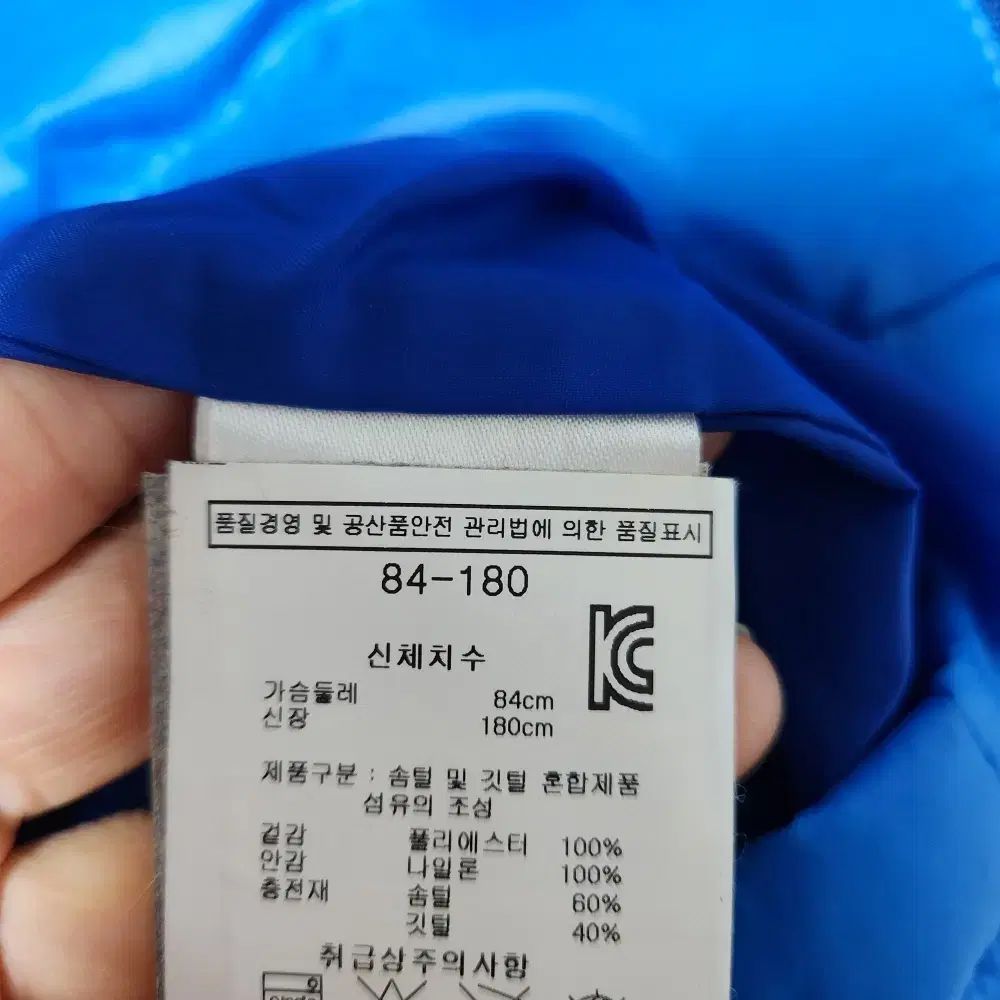 품질경영 및 공산품안전 관리법에 의한 품질표시
84-180
신체치수
가슴둘레 84cm
신장 180cm
제품구분 : 솜털 및 깃털 혼합제품
섬유의 조성
겉감 폴리에스터 100%
안감 나일론 100%
충전재 솜털 60%
깃털 40%
취급상주의사항